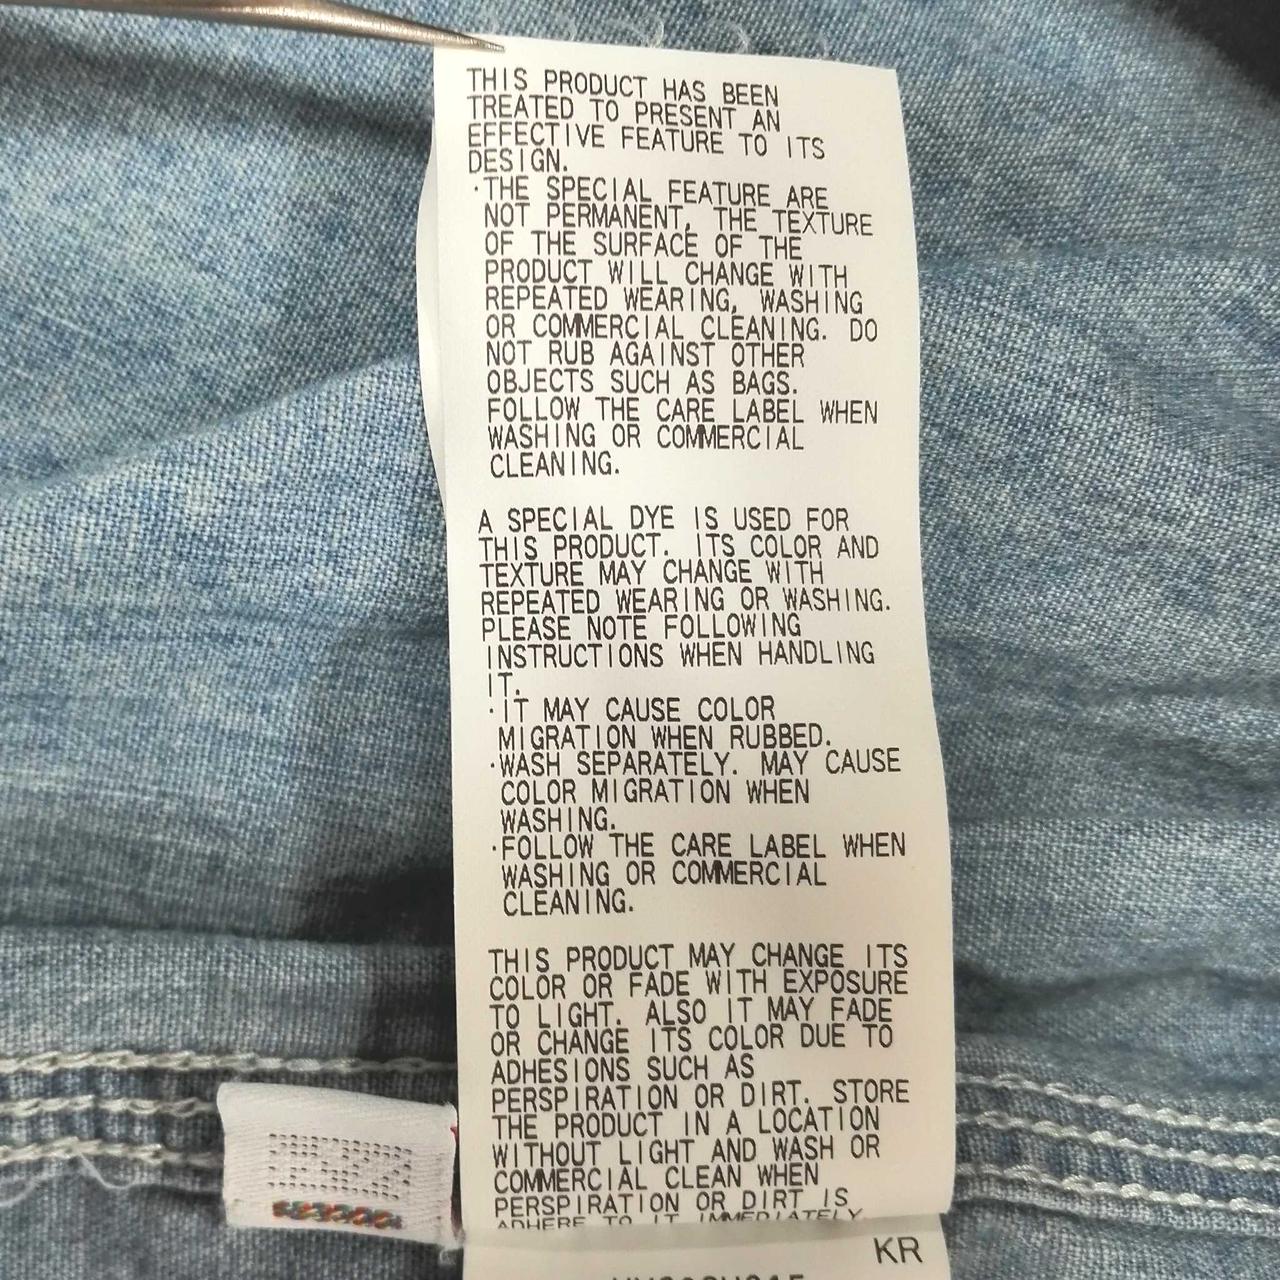 THIS PRODUCT HAS BEEN
TREATED TO PRESENT AN
EFFECTIVE FEATURE TO ITS
DESIGN.
·THE SPECIAL FEATURE ARE
NOT PERMANENT, THE TEXTURE
OF THE SURFACE OF THE
PRODUCT WILL CHANGE WITH
REPEATED WEARING, WASHING
OR COMMERCIAL CLEANING. DO
NOT RUB AGAINST OTHER
OBJECTS SUCH AS BAGS.
FOLLOW THE CARE LABEL WHEN
WASHING OR COMMERCIAL
CLEANING.
A SPECIAL DYE IS USED FOR
THIS PRODUCT. ITS COLOR AND
TEXTURE MAY CHANGE WITH
REPEATED WEARING OR WASHING.
PLEASE NOTE FOLLOWING
INSTRUCTIONS WHEN HANDLING
IT.
·IT MAY CAUSE COLOR
MIGRATION WHEN RUBBED.
·WASH SEPARATELY. MAY CAUSE
COLOR MIGRATION WHEN
WASHING.
·FOLLOW THE CARE LABEL WHEN
WASHING OR COMMERCIAL
CLEANING.
THIS PRODUCT MAY CHANGE ITS
COLOR OR FADE WITH EXPOSURE
TO LIGHT. ALSO IT MAY FADE
OR CHANGE ITS COLOR DUE TO
ADHESIONS SUCH AS
PERSPIRATION OR DIRT. STORE
THE PRODUCT IN A LOCATION
WITHOUT LIGHT AND WASH OR
COMMERCIAL CLEAN WHEN
PERSPIRATION OR DIRT IS
ADHERE TO IT IMMEDIATELY.
KR